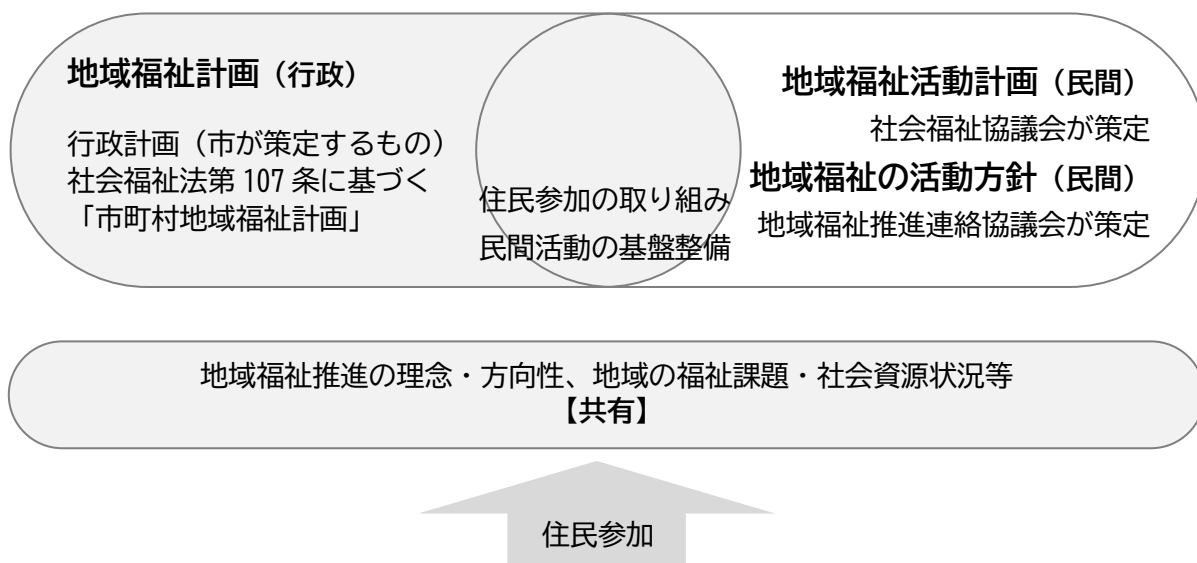 地域福祉計画（行政）
行政計画（市が策定するもの）
社会福祉法第 107 条に基づく
「市町村地域福祉計画」
住民参加の取り組み
民間活動の基盤整備
地域福祉活動計画（民間）
社会福祉協議会が策定
地域福祉の活動方針（民間）
地域福祉推進連絡協議会が策定
地域福祉推進の理念・方向性、地域の福祉課題・社会資源状況等
【共有】
住民参加